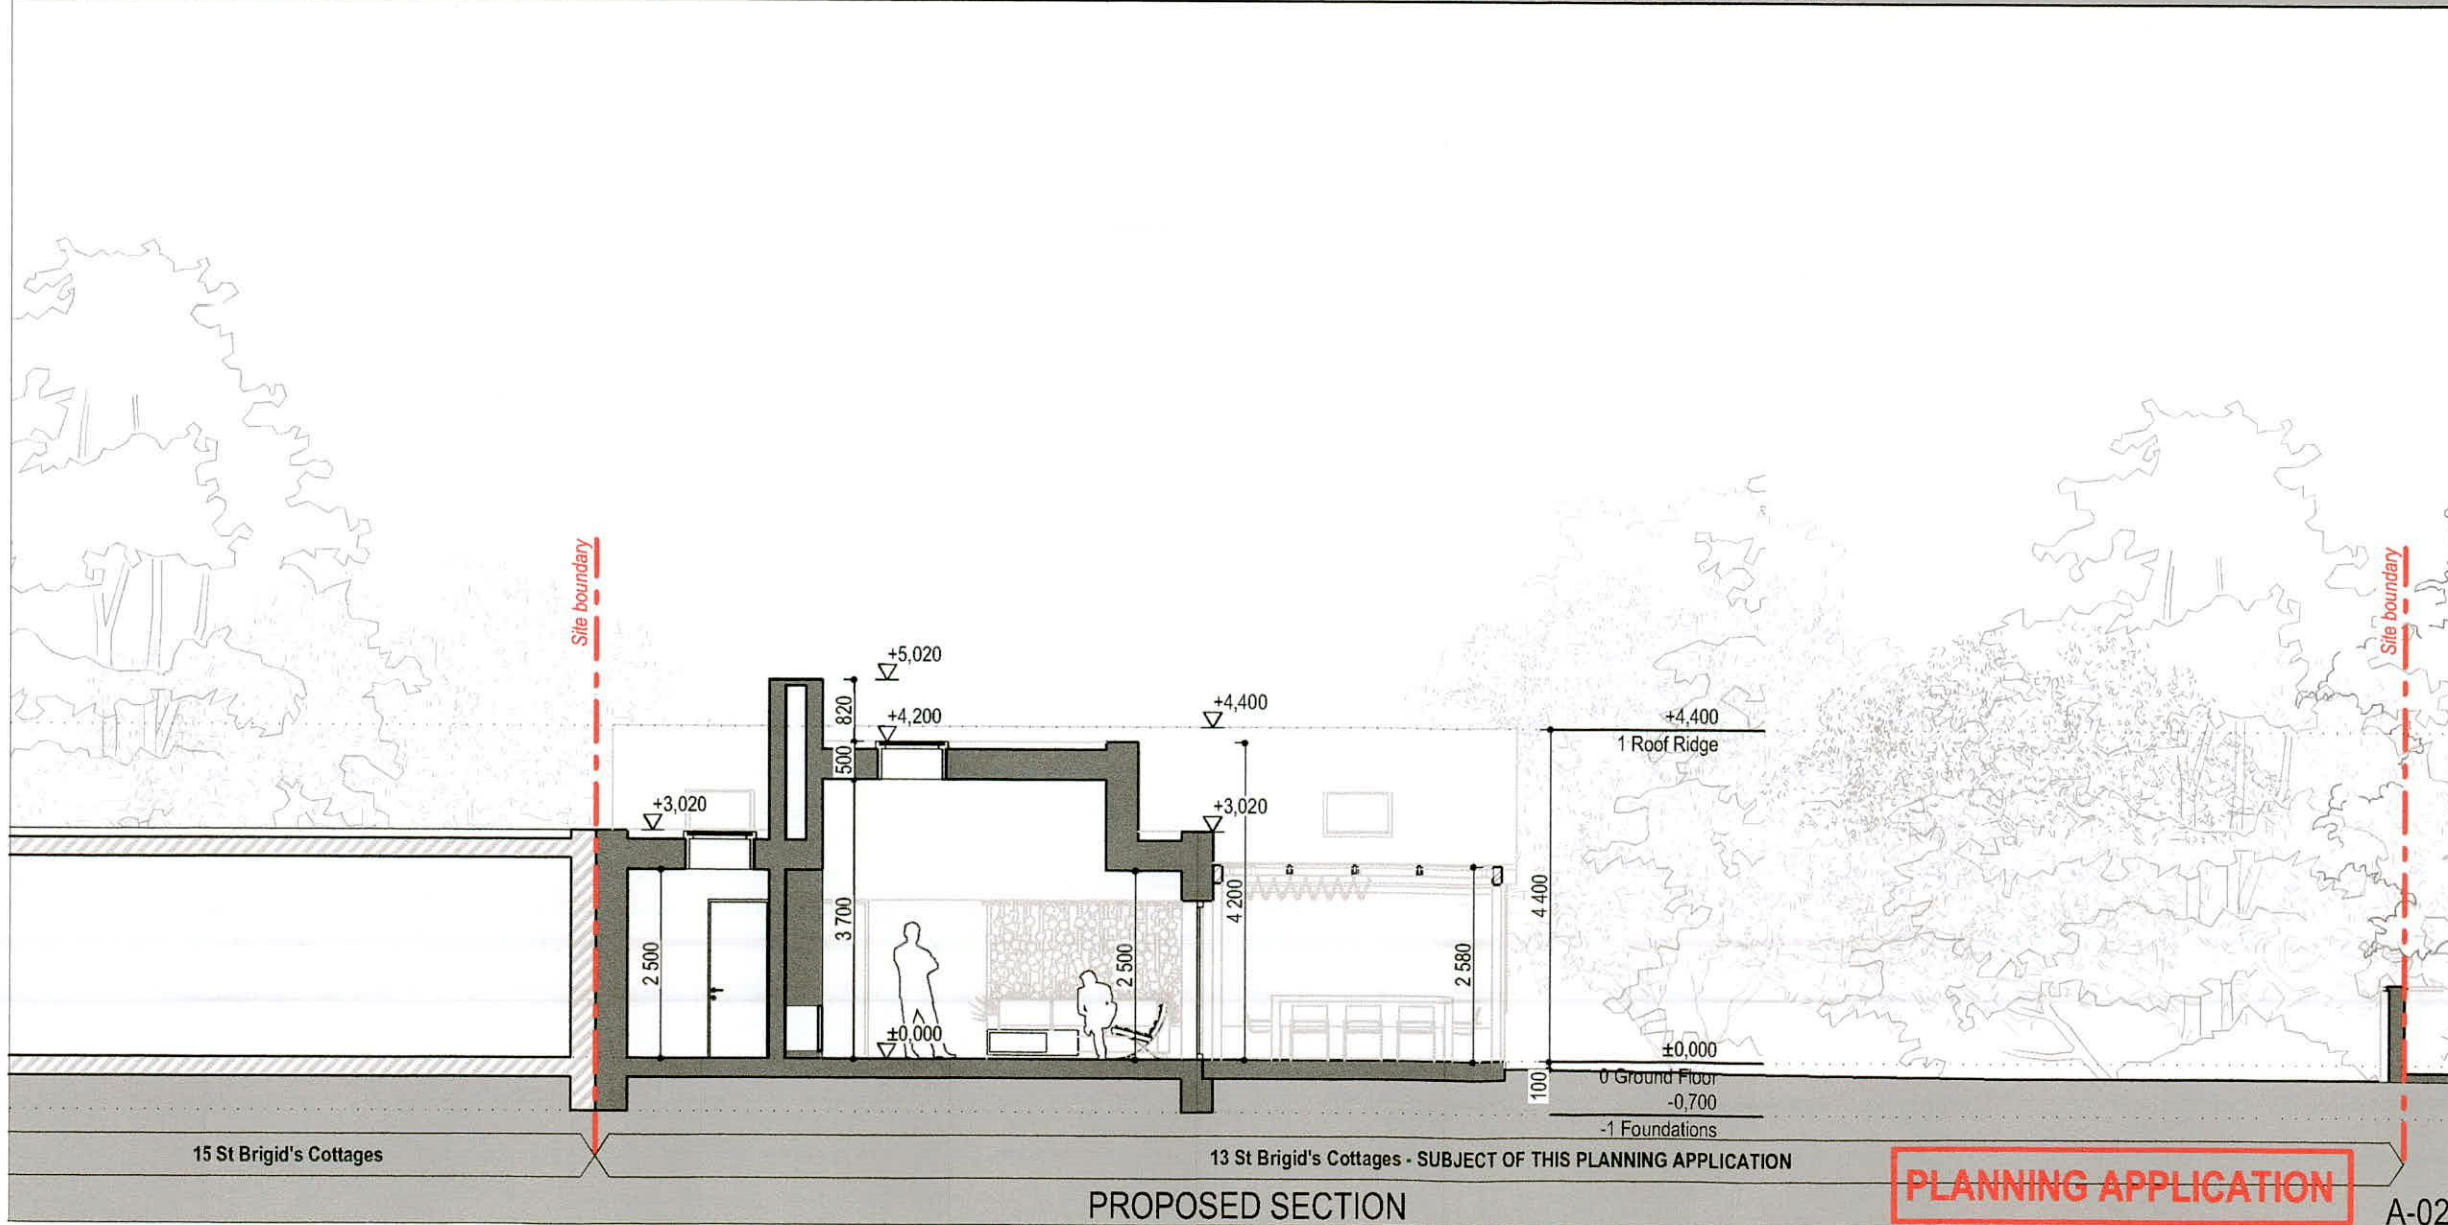 Site boundary
Site boundary
+5,020
820
+4,200
+4,400
+4,400
500
1 Roof Ridge
+3,020
+3,020
3 700
4 200
4 400
2 500
2 500
2 580
±0,000
±0,000
0 Ground Floor
100
-0,700
-1 Foundations
15 St Brigid's Cottages
13 St Brigid's Cottages - SUBJECT OF THIS PLANNING APPLICATION
PLANNING APPLICATION
PROPOSED SECTION
A-02